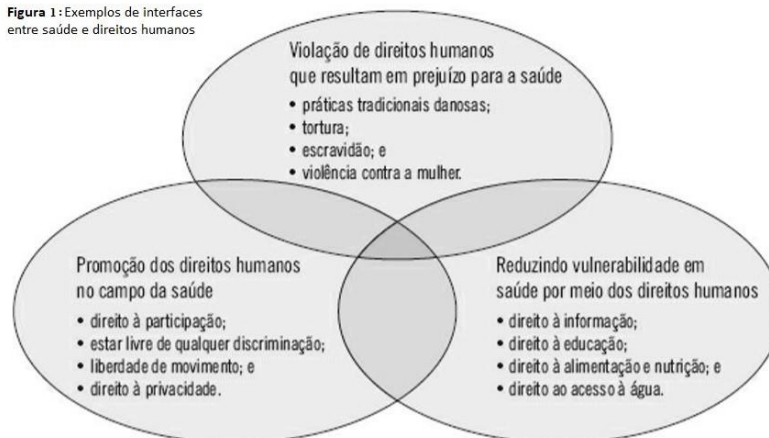 Figura 1: Exemplos de interfaces
entre saúde e direitos humanos
Violação de direitos humanos
que resultam em prejuízo para a saúde
• práticas tradicionais danosas;
• tortura;
• escravidão; e
• violência contra a mulher.
Promoção dos direitos humanos
no campo da saúde
• direito à participação;
• estar livre de qualquer discriminação;
• liberdade de movimento; e
• direito à privacidade.
Reduzindo vulnerabilidade em
saúde por meio dos direitos humanos
• direito à informação;
• direito à educação;
• direito à alimentação e nutrição; e
• direito ao acesso à água.